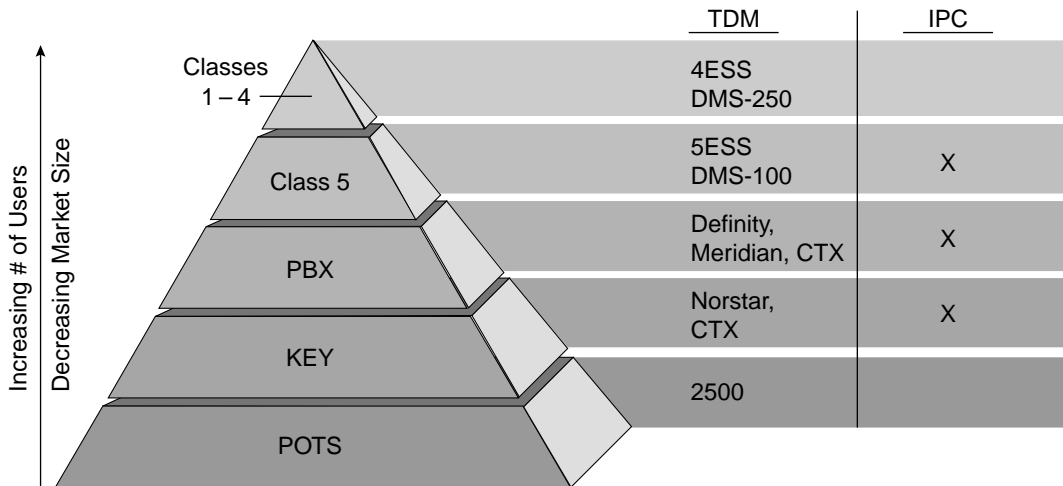 TDM
IPC
Increasing # of Users
Decreasing Market Size
Classes
1 – 4
4ESS
DMS-250
Class 5
5ESS
DMS-100
X
PBX
Definity,
Meridian, CTX
X
KEY
Norstar,
CTX
X
POTS
2500